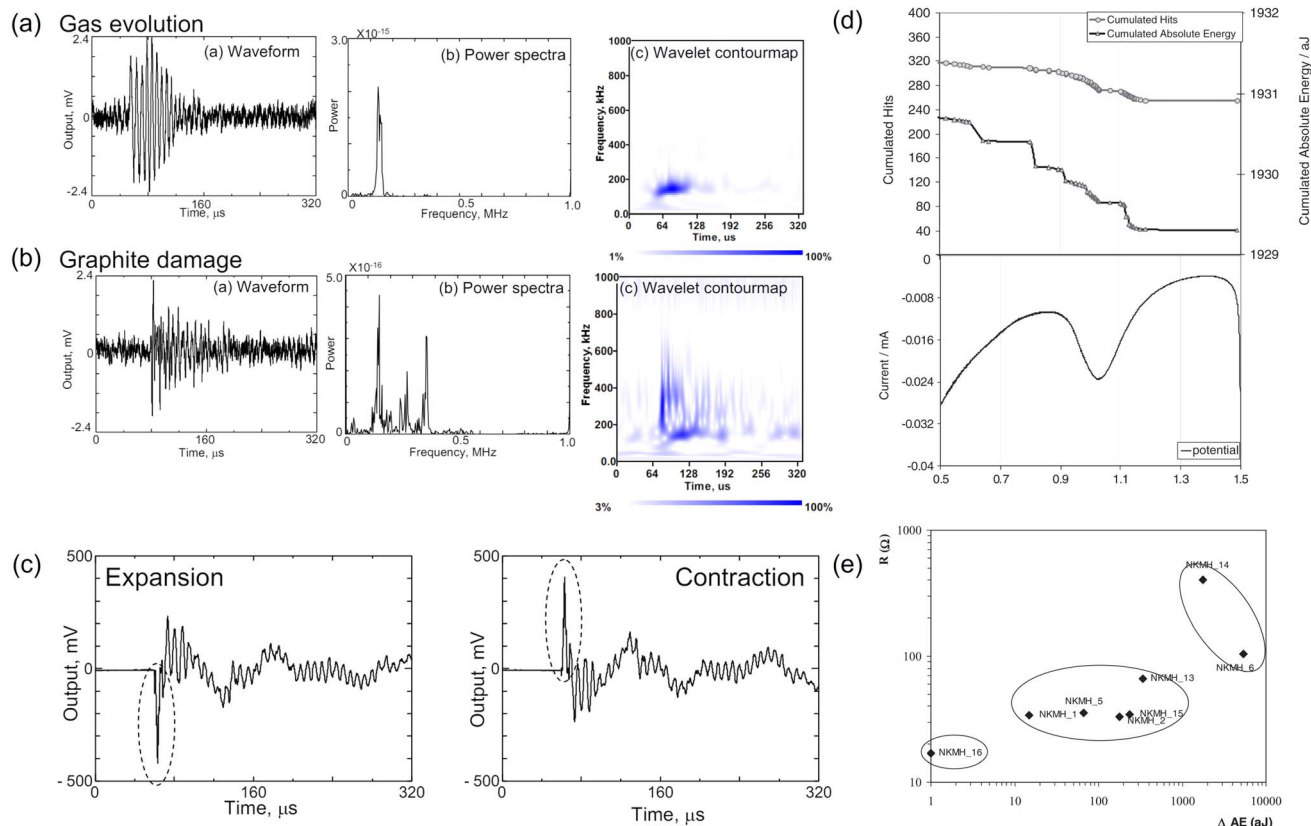 (a) Gas evolution
(a) Waveform
2.4
0
-2.4
Output, mV
0 160 320
Time, μs
(b) Power spectra
X10⁻¹⁵
3.0
Power
0
0 0.5 1.0
Frequency, MHz
(c) Wavelet contourmap
1000
800
600
400
200
0.0
Frequency, kHz
0 64 128 192 256 320
Time, us
1% 100%
(b) Graphite damage
(a) Waveform
2.4
0
-2.4
Output, mV
0 160 320
Time, μs
(b) Power spectra
X10⁻¹⁶
5.0
Power
0
0 0.5 1.0
Frequency, MHz
(c) Wavelet contourmap
1000
800
600
400
200
0.0
Frequency, kHz
0 64 128 192 256 320
Time, us
3% 100%
(c)
Expansion
500
0
-500
Output, mV
0 160 320
Time, μs
Contraction
500
0
-500
Output, mV
0 160 320
Time, μs
(d)
Cumulated Hits
Cumulated Absolute Energy
400
360
320
280
240
200
160
120
80
40
0
Cumulated Hits
1932
1931
1930
1929
Cumulated Absolute Energy / aJ
-0.008
-0.016
-0.024
-0.032
-0.04
Current / mA
potential
0.5 0.7 0.9 1.1 1.3 1.5
(e)
R (Ω)
1000
100
10
NKMH_14
NKMH_6
NKMH_13
NKMH_5
NKMH_1
NKMH_15
NKMH_2
NKMH_16
1 10 100 1000 10000
Δ AE (aJ)